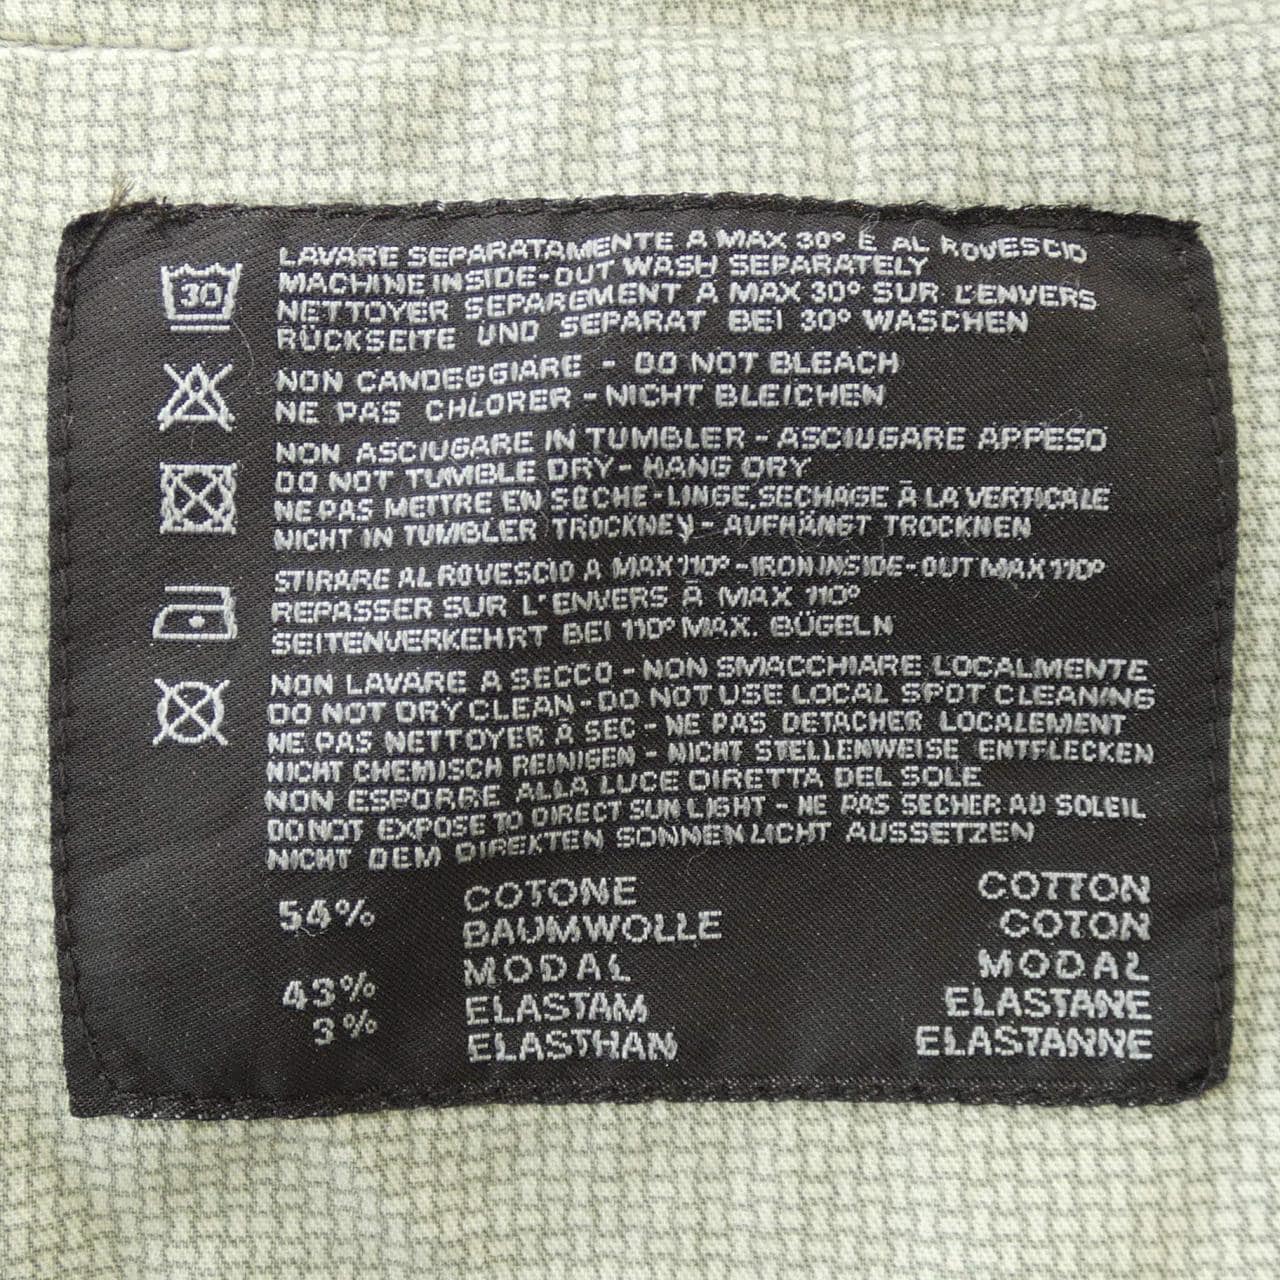 30
LAVARE SEPARATAMENTE A MAX 30° E AL ROVESCIO
MACHINE INSIDE-OUT WASH SEPARATELY
NETTOYER SEPAREMENT À MAX 30° SUR L'ENVERS
RÜCKSEITE UND SEPARAT BEI 30° WASCHEN
NON CANDEGGIARE - DO NOT BLEACH
NE PAS CHLORER - NICHT BLEICHEN
NON ASCIUGARE IN TUMBLER - ASCIUGARE APPESO
DO NOT TUMBLE DRY - HANG DRY
NE PAS METTRE EN SÈCHE-LINGE, SECHAGE À LA VERTICALE
NICHT IN TUMBLER TROCKNEN - AUFHÄNGT TROCKNEN
STIRARE AL ROVESCIO A MAX 110° - IRON INSIDE-OUT MAX 110°
REPASSER SUR L'ENVERS À MAX 110°
SEITENVERKEHRT BEI 110° MAX. BÜGELN
NON LAVARE A SECCO - NON SMACCHIARE LOCALMENTE
DO NOT DRY CLEAN - DO NOT USE LOCAL SPOT CLEANING
NE PAS NETTOYER À SEC - NE PAS DETACHER LOCALEMENT
NICHT CHEMISCH REINIGEN - NICHT STELLENWEISE ENTFLECKEN
NON ESPORRE ALLA LUCE DIRETTA DEL SOLE
DO NOT EXPOSE TO DIRECT SUN LIGHT - NE PAS SECHER AU SOLEIL
NICHT DEM DIREKTEN SONNENLICHT AUSSETZEN
54% COTONE COTTON
BAUMWOLLE COTON
43% MODAL MODAL
3% ELASTAM ELASTANE
ELASTHAN ELASTANNE